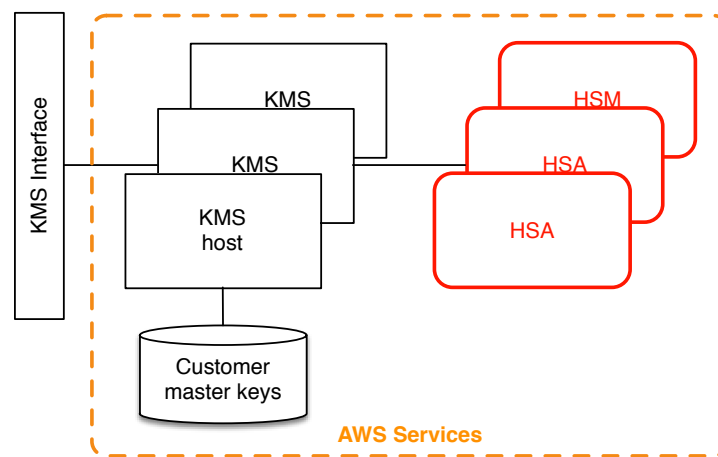 KMS Interface
KMS
KMS
KMS
host
HSM
HSA
HSA
Customer
master keys
AWS Services